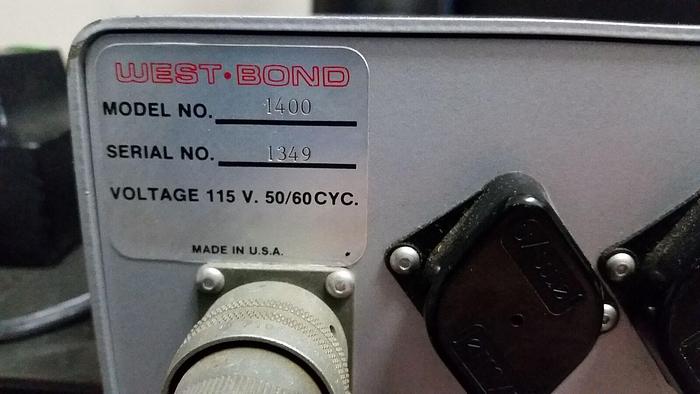 WEST·BOND
MODEL NO. 1400
SERIAL NO. 1349
VOLTAGE 115 V. 50/60 CYC.
MADE IN U.S.A.